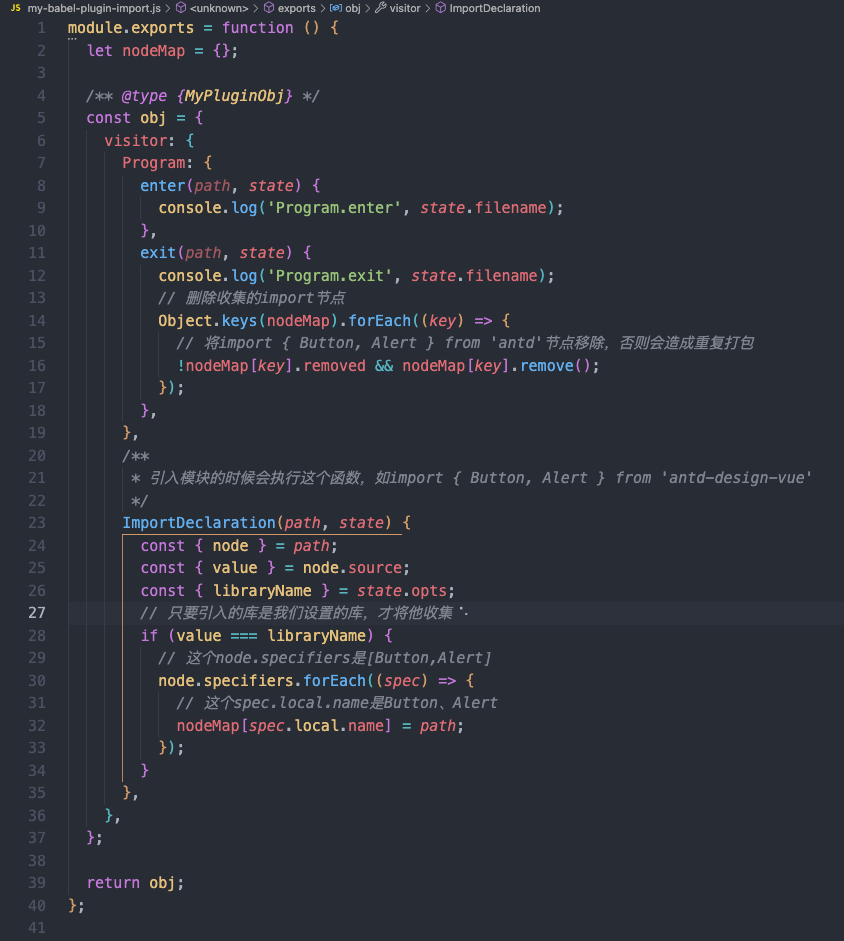 JS my-babel-plugin-import.js > <unknown> > exports > obj > visitor > ImportDeclaration
1 module.exports = function () {
2 let nodeMap = {};
3
4 /** @type {MyPluginObj} */
5 const obj = {
6 visitor: {
7 Program: {
8 enter(path, state) {
9 console.log('Program.enter', state.filename);
10 },
11 exit(path, state) {
12 console.log('Program.exit', state.filename);
13 // 删除收集的import节点
14 Object.keys(nodeMap).forEach((key) => {
15 // 将import { Button, Alert } from 'antd'节点移除，否则会造成重复打包
16 !nodeMap[key].removed && nodeMap[key].remove();
17 });
18 },
19 },
20 /**
21 * 引入模块的时候会执行这个函数，如import { Button, Alert } from 'antd-design-vue'
22 */
23 ImportDeclaration(path, state) {
24 const { node } = path;
25 const { value } = node.source;
26 const { libraryName } = state.opts;
27 // 只要引入的库是我们设置的库，才将他收集
28 if (value === libraryName) {
29 // 这个node.specifiers是[Button,Alert]
30 node.specifiers.forEach((spec) => {
31 // 这个spec.local.name是Button、Alert
32 nodeMap[spec.local.name] = path;
33 });
34 }
35 },
36 },
37 };
38
39 return obj;
40 };
41